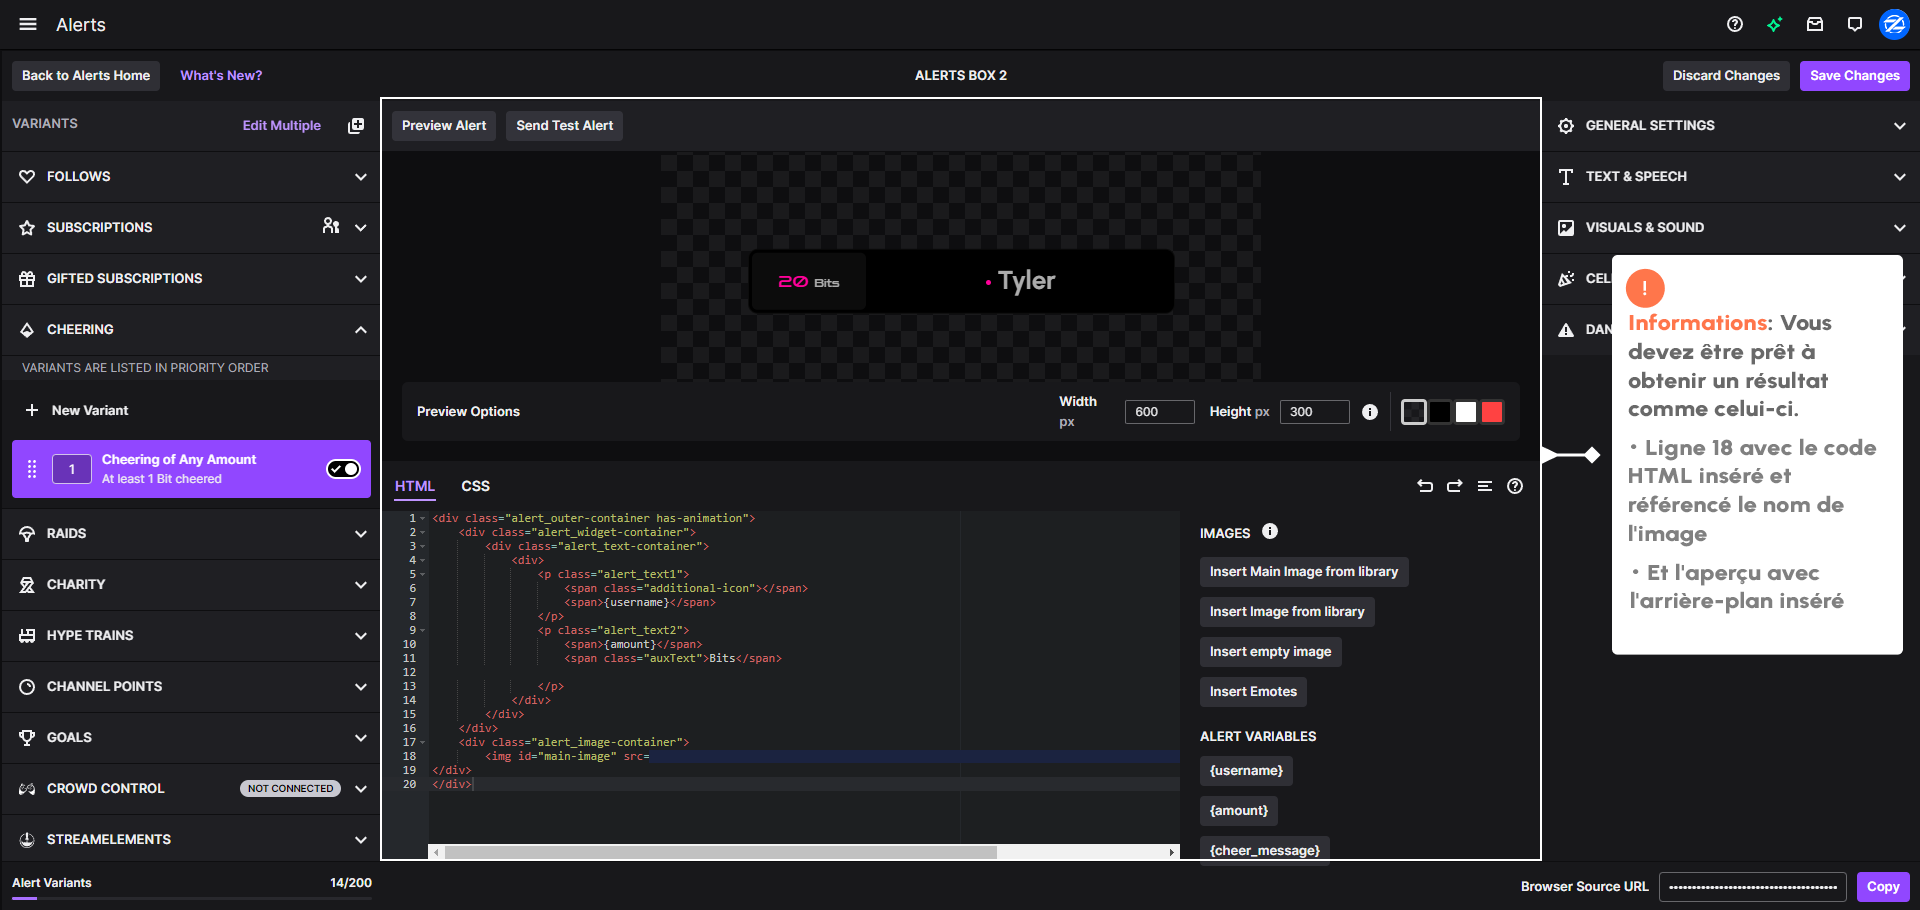 Alerts
Back to Alerts Home
What's New?
ALERTS BOX 2
Discard Changes
Save Changes
VARIANTS
Edit Multiple
FOLLOWS
SUBSCRIPTIONS
GIFTED SUBSCRIPTIONS
CHEERING
VARIANTS ARE LISTED IN PRIORITY ORDER
New Variant
1
Cheering of Any Amount
At least 1 Bit cheered
RAIDS
CHARITY
HYPE TRAINS
CHANNEL POINTS
GOALS
CROWD CONTROL
NOT CONNECTED
STREAMELEMENTS
Alert Variants
14/200
Preview Alert
Send Test Alert
20 Bits
Tyler
Preview Options
Width
px
600
Height px
300
HTML
CSS
1 <div class="alert_outer-container has-animation">
2 <div class="alert_widget-container">
3 <div class="alert_text-container">
4 <div>
5 <p class="alert_text1">
6 <span class="additional-icon"></span>
7 <span>{username}</span>
8 </p>
9 <p class="alert_text2">
10 <span>{amount}</span>
11 <span class="auxText">Bits</span>
12
13 </p>
14 </div>
15 </div>
16 </div>
17 <div class="alert_image-container">
18 <img id="main-image" src=
19 </div>
20 </div>
IMAGES
Insert Main Image from library
Insert Image from library
Insert empty image
Insert Emotes
ALERT VARIABLES
{username}
{amount}
{cheer_message}
GENERAL SETTINGS
TEXT & SPEECH
VISUALS & SOUND
CEL
DAN
!
Informations: Vous
devez être prêt à
obtenir un résultat
comme celui-ci.
• Ligne 18 avec le code
HTML inséré et
référencé le nom de
l'image
• Et l'aperçu avec
l'arrière-plan inséré
Browser Source URL
Copy